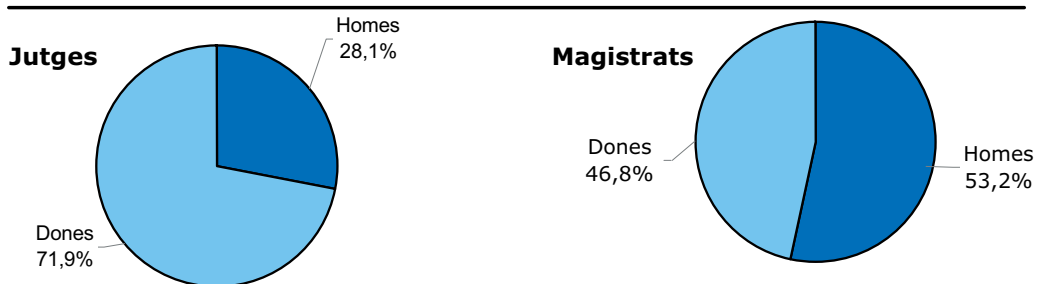 Jutges
Homes
28,1%
Dones
71,9%
Magistrats
Dones
46,8%
Homes
53,2%